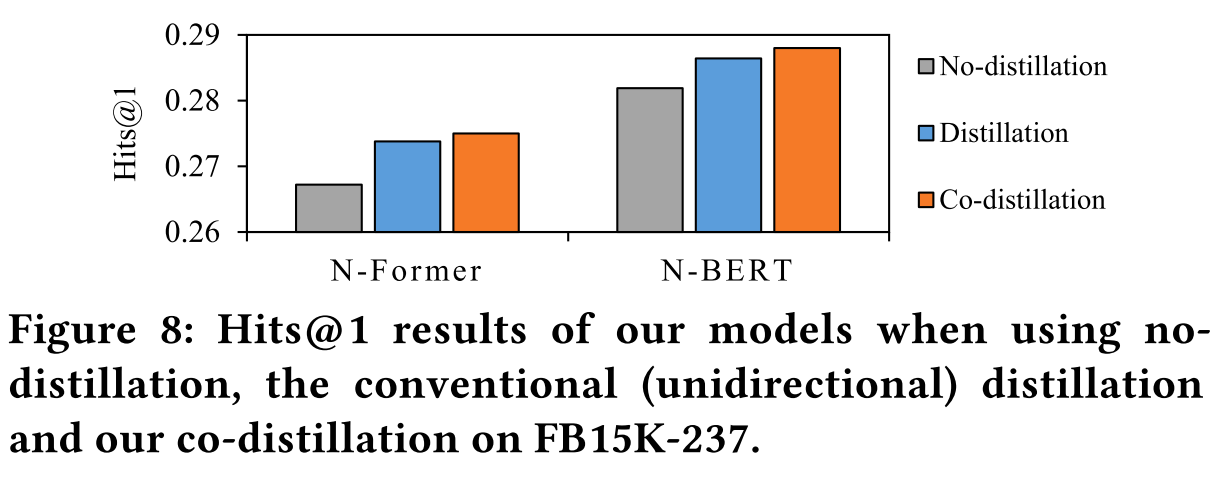 0.29
0.28
0.27
0.26
Hits@1
N-Former
N-BERT
No-distillation
Distillation
Co-distillation
Figure 8: Hits@1 results of our models when using no-
distillation, the conventional (unidirectional) distillation
and our co-distillation on FB15K-237.